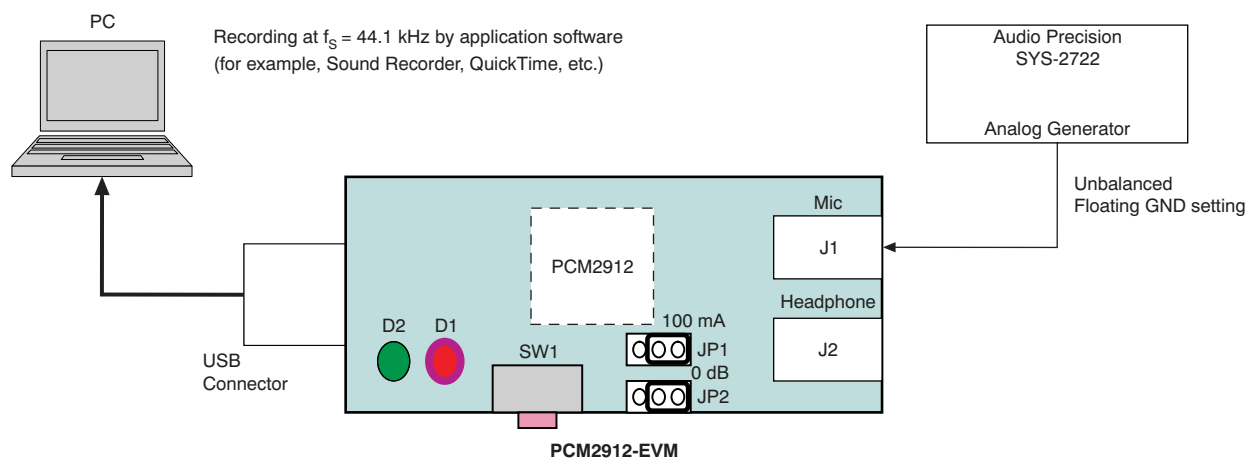 PC
Recording at fS = 44.1 kHz by application software
(for example, Sound Recorder, QuickTime, etc.)
Audio Precision
SYS-2722
Analog Generator
Unbalanced
Floating GND setting
Mic
J1
PCM2912
Headphone
J2
100 mA
JP1
0 dB
JP2
D2
D1
SW1
USB
Connector
PCM2912-EVM